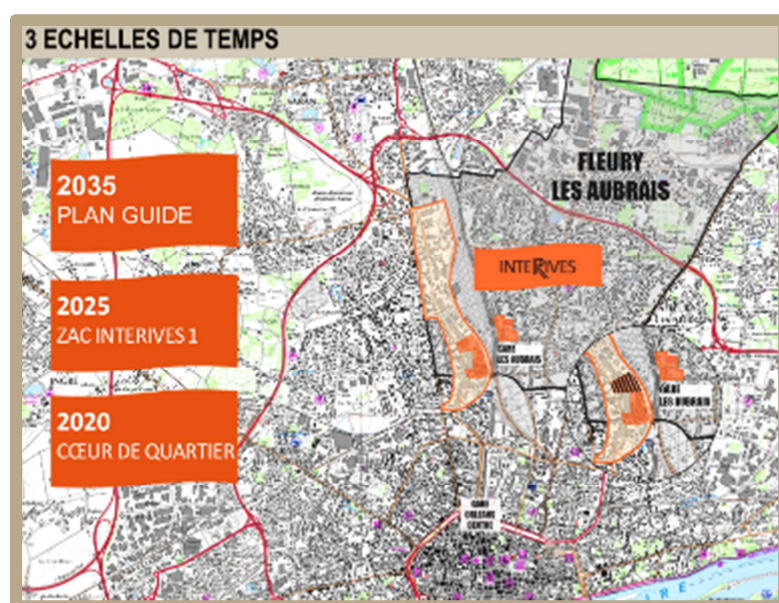 3 ECHELLES DE TEMPS
FLEURY
LES AUBRAIS
2035
PLAN GUIDE
INTERIVES
2025
ZAC INTERIVES 1
GARE
LES AUBRAIS
GARE
LES AUBRAIS
2020
CŒUR DE QUARTIER
GARE
ORLEANS
CENTRE